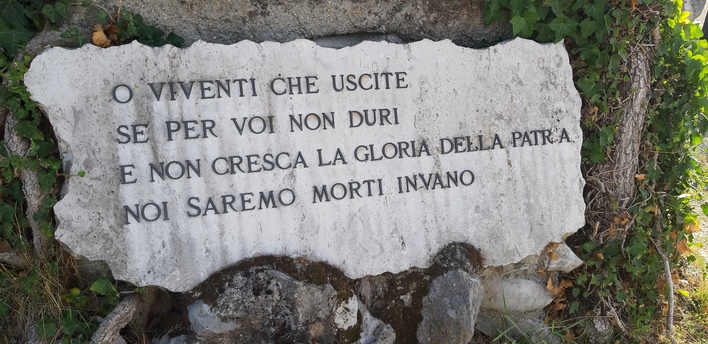 O VIVENTI CHE USCITE
SE PER VOI NON DURI
E NON CRESCA LA GLORIA DELLA PATRIA
NOI SAREMO MORTI INVANO